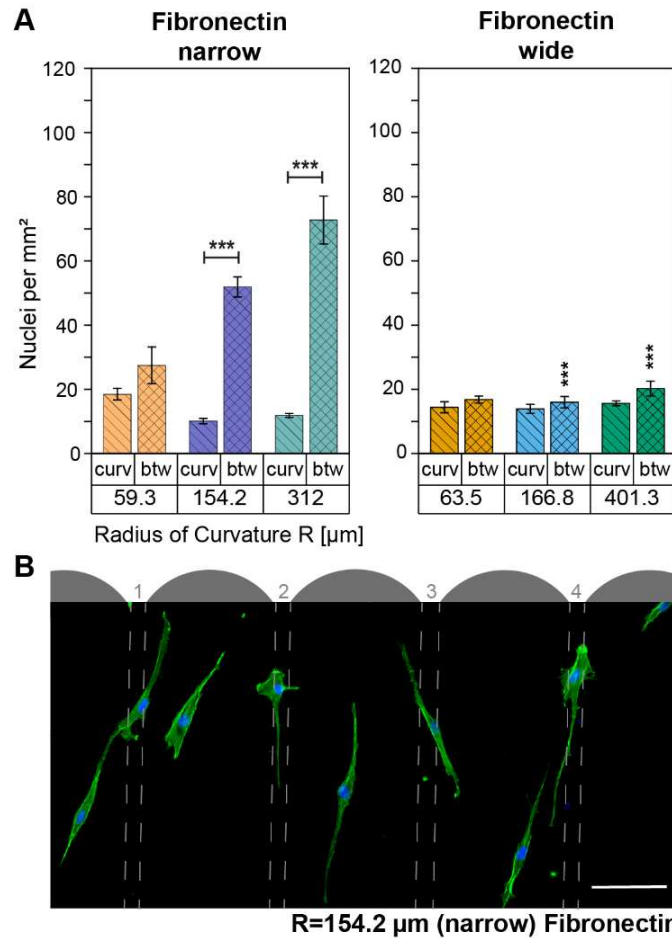 A
Fibronectin narrow
Fibronectin wide
Nuclei per mm²
120
100
80
60
40
20
0
***
***
curv btw curv btw curv btw
59.3 154.2 312
120
100
80
60
40
20
0
***
***
curv btw curv btw curv btw
63.5 166.8 401.3
Radius of Curvature R [µm]
B
1 2 3 4
R=154.2 µm (narrow) Fibronectin